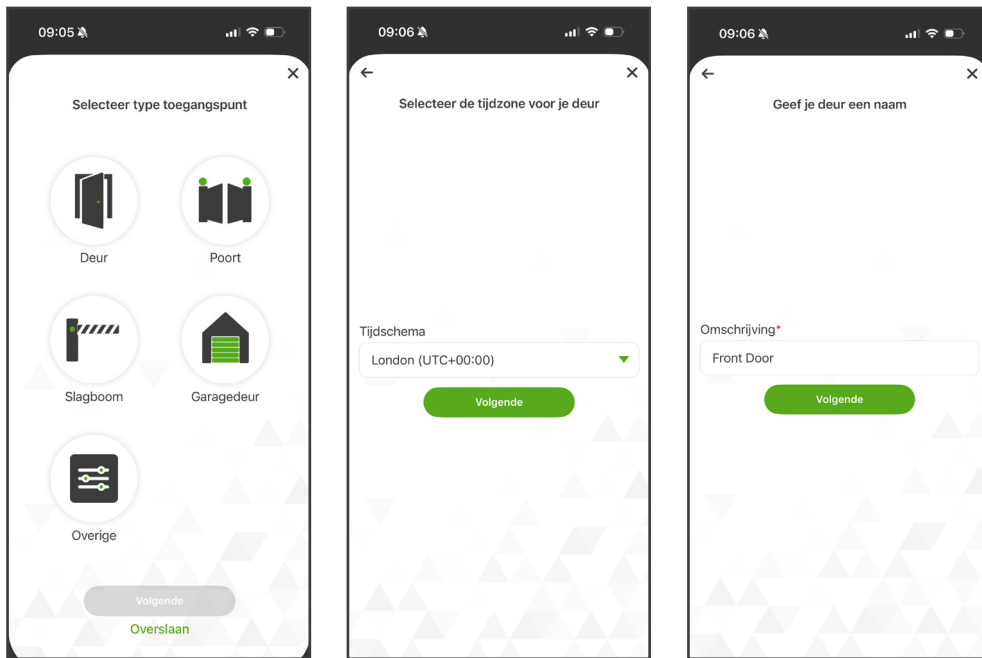 09:05
Selecteer type toegangspunt
Deur
Poort
Slagboom
Garagedeur
Overige
Volgende
Overslaan
09:06
Selecteer de tijdzone voor je deur
Tijdschema
London (UTC+00:00)
Volgende
09:06
Geef je deur een naam
Omschrijving*
Front Door
Volgende